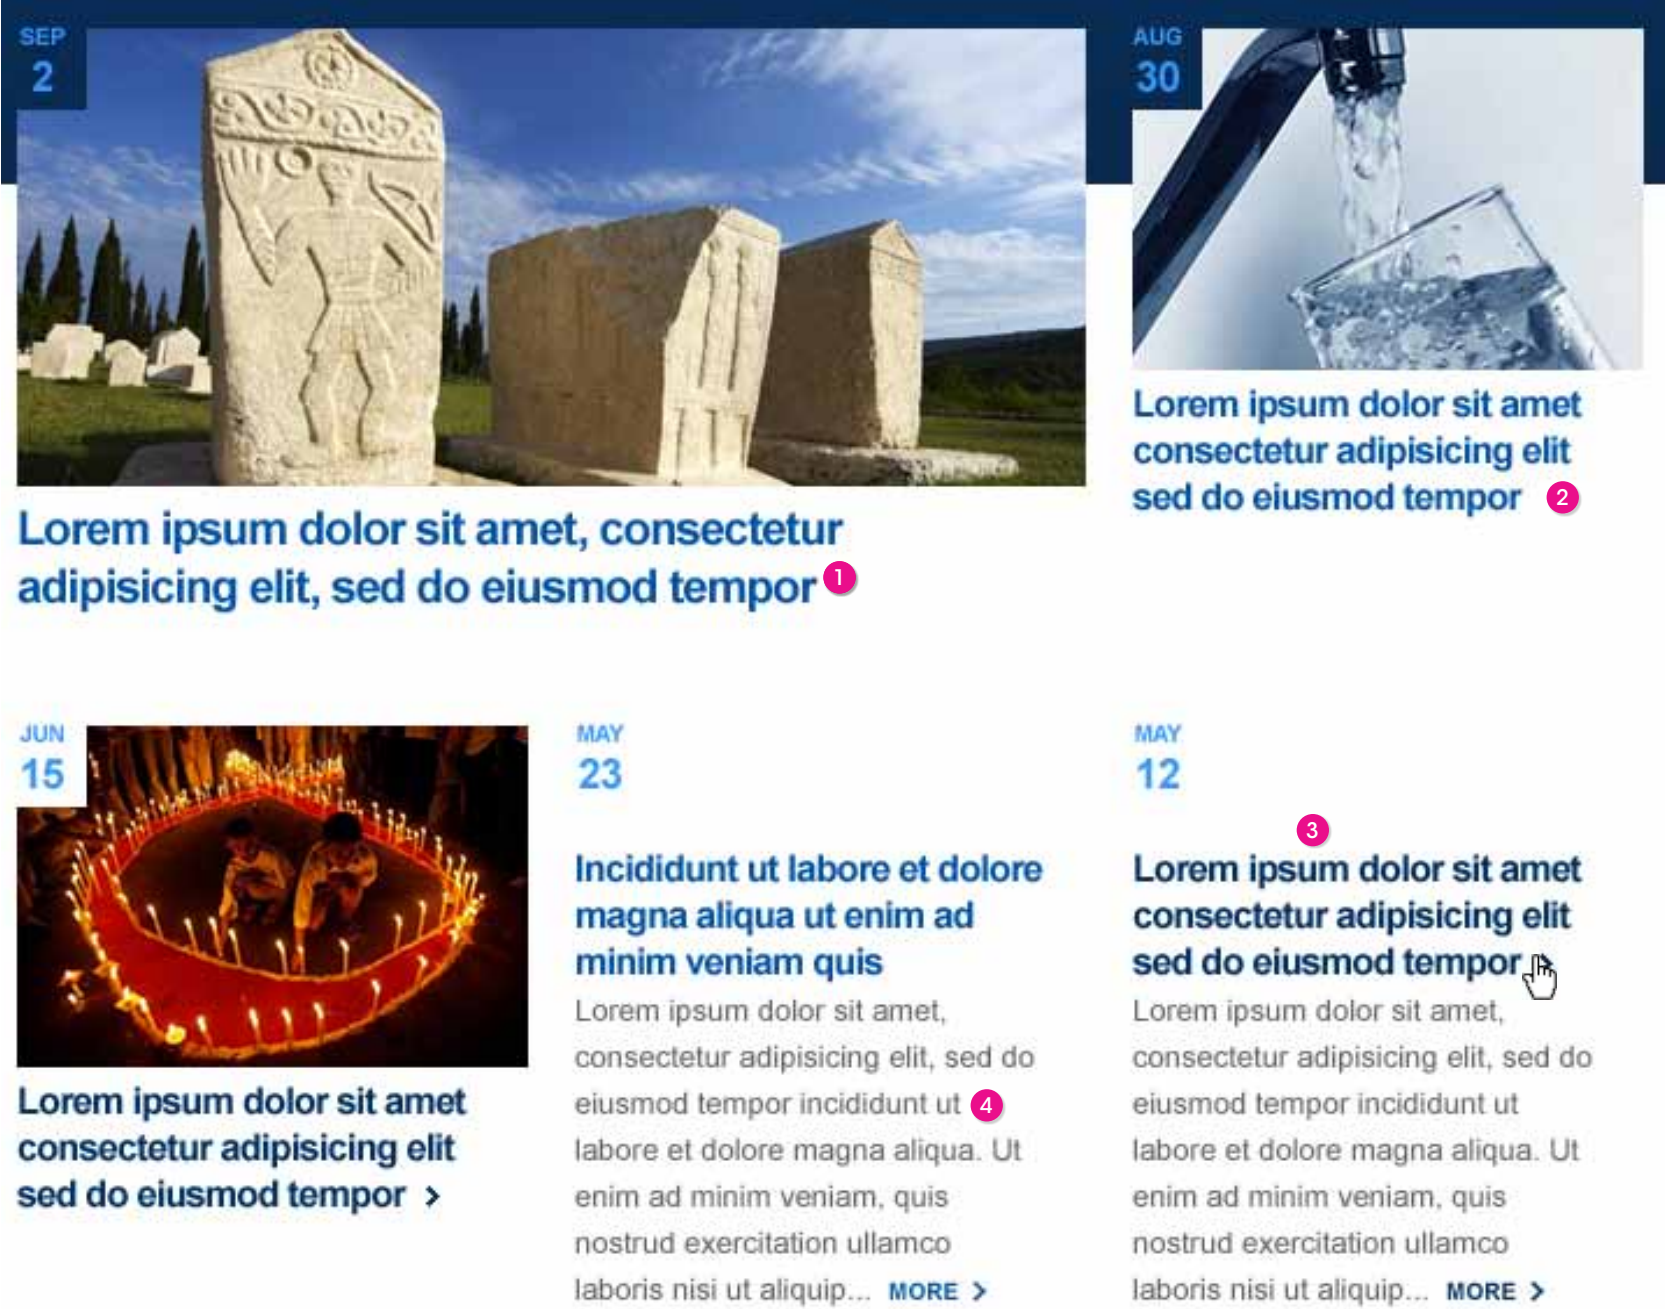 SEP
2
Lorem ipsum dolor sit amet, consectetur
adipisicing elit, sed do eiusmod tempor 1
AUG
30
Lorem ipsum dolor sit amet
consectetur adipisicing elit
sed do eiusmod tempor 2
JUN
15
Lorem ipsum dolor sit amet
consectetur adipisicing elit
sed do eiusmod tempor >
MAY
23
Incididunt ut labore et dolore
magna aliqua ut enim ad
minim veniam quis
Lorem ipsum dolor sit amet,
consectetur adipisicing elit, sed do
eiusmod tempor incididunt ut 4
labore et dolore magna aliqua. Ut
enim ad minim veniam, quis
nostrud exercitation ullamco
laboris nisi ut aliquip... MORE >
MAY
12
3
Lorem ipsum dolor sit amet
consectetur adipisicing elit
sed do eiusmod tempor >
Lorem ipsum dolor sit amet,
consectetur adipisicing elit, sed do
eiusmod tempor incididunt ut
labore et dolore magna aliqua. Ut
enim ad minim veniam, quis
nostrud exercitation ullamco
laboris nisi ut aliquip... MORE >